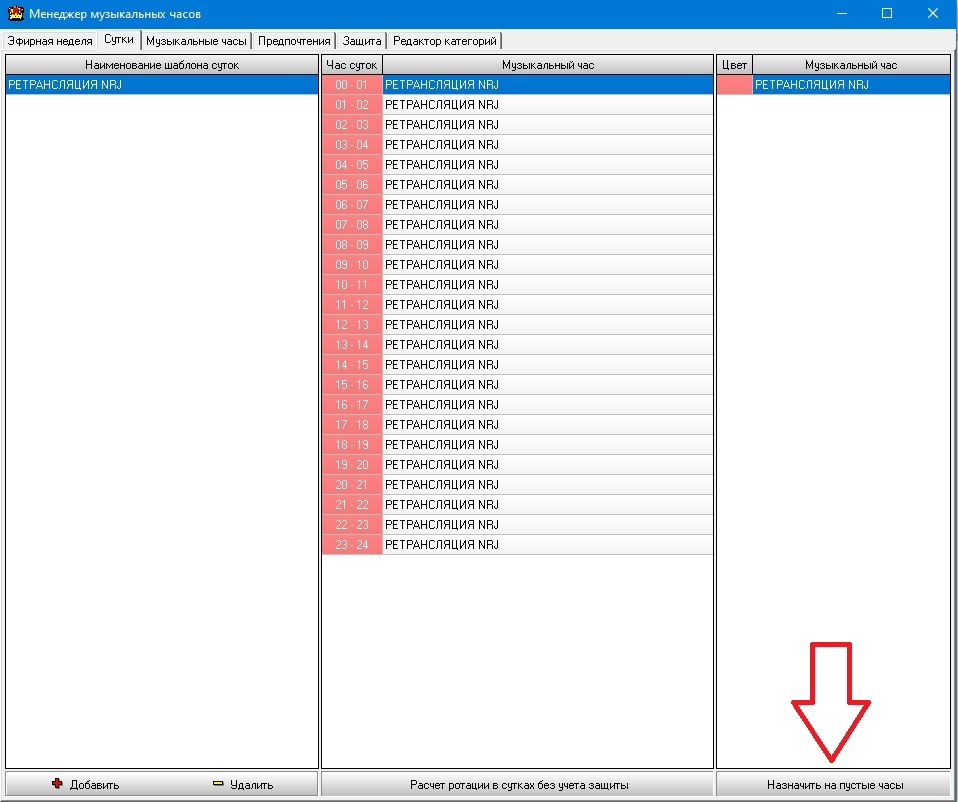 Менеджер музыкальных часов
Эфирная неделя Сутки Музыкальные часы Предпочтения Защита Редактор категорий
Наименование шаблона суток Час суток Музыкальный час Цвет Музыкальный час
РЕТРАНСЛЯЦИЯ NRJ 00 - 01 РЕТРАНСЛЯЦИЯ NRJ РЕТРАНСЛЯЦИЯ NRJ
01 - 02 РЕТРАНСЛЯЦИЯ NRJ
02 - 03 РЕТРАНСЛЯЦИЯ NRJ
03 - 04 РЕТРАНСЛЯЦИЯ NRJ
04 - 05 РЕТРАНСЛЯЦИЯ NRJ
05 - 06 РЕТРАНСЛЯЦИЯ NRJ
06 - 07 РЕТРАНСЛЯЦИЯ NRJ
07 - 08 РЕТРАНСЛЯЦИЯ NRJ
08 - 09 РЕТРАНСЛЯЦИЯ NRJ
09 - 10 РЕТРАНСЛЯЦИЯ NRJ
10 - 11 РЕТРАНСЛЯЦИЯ NRJ
11 - 12 РЕТРАНСЛЯЦИЯ NRJ
12 - 13 РЕТРАНСЛЯЦИЯ NRJ
13 - 14 РЕТРАНСЛЯЦИЯ NRJ
14 - 15 РЕТРАНСЛЯЦИЯ NRJ
15 - 16 РЕТРАНСЛЯЦИЯ NRJ
16 - 17 РЕТРАНСЛЯЦИЯ NRJ
17 - 18 РЕТРАНСЛЯЦИЯ NRJ
18 - 19 РЕТРАНСЛЯЦИЯ NRJ
19 - 20 РЕТРАНСЛЯЦИЯ NRJ
20 - 21 РЕТРАНСЛЯЦИЯ NRJ
21 - 22 РЕТРАНСЛЯЦИЯ NRJ
22 - 23 РЕТРАНСЛЯЦИЯ NRJ
23 - 24 РЕТРАНСЛЯЦИЯ NRJ
Добавить Удалить Расчет ротации в сутках без учета защиты Назначить на пустые часы